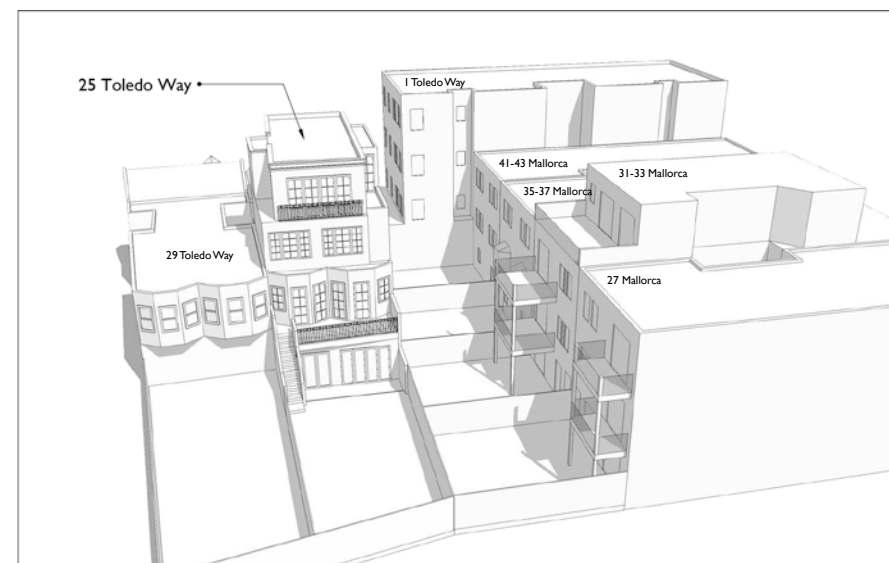 25 Toledo Way
1 Toledo Way
41-43 Mallorca
31-33 Mallorca
35-37 Mallorca
29 Toledo Way
27 Mallorca